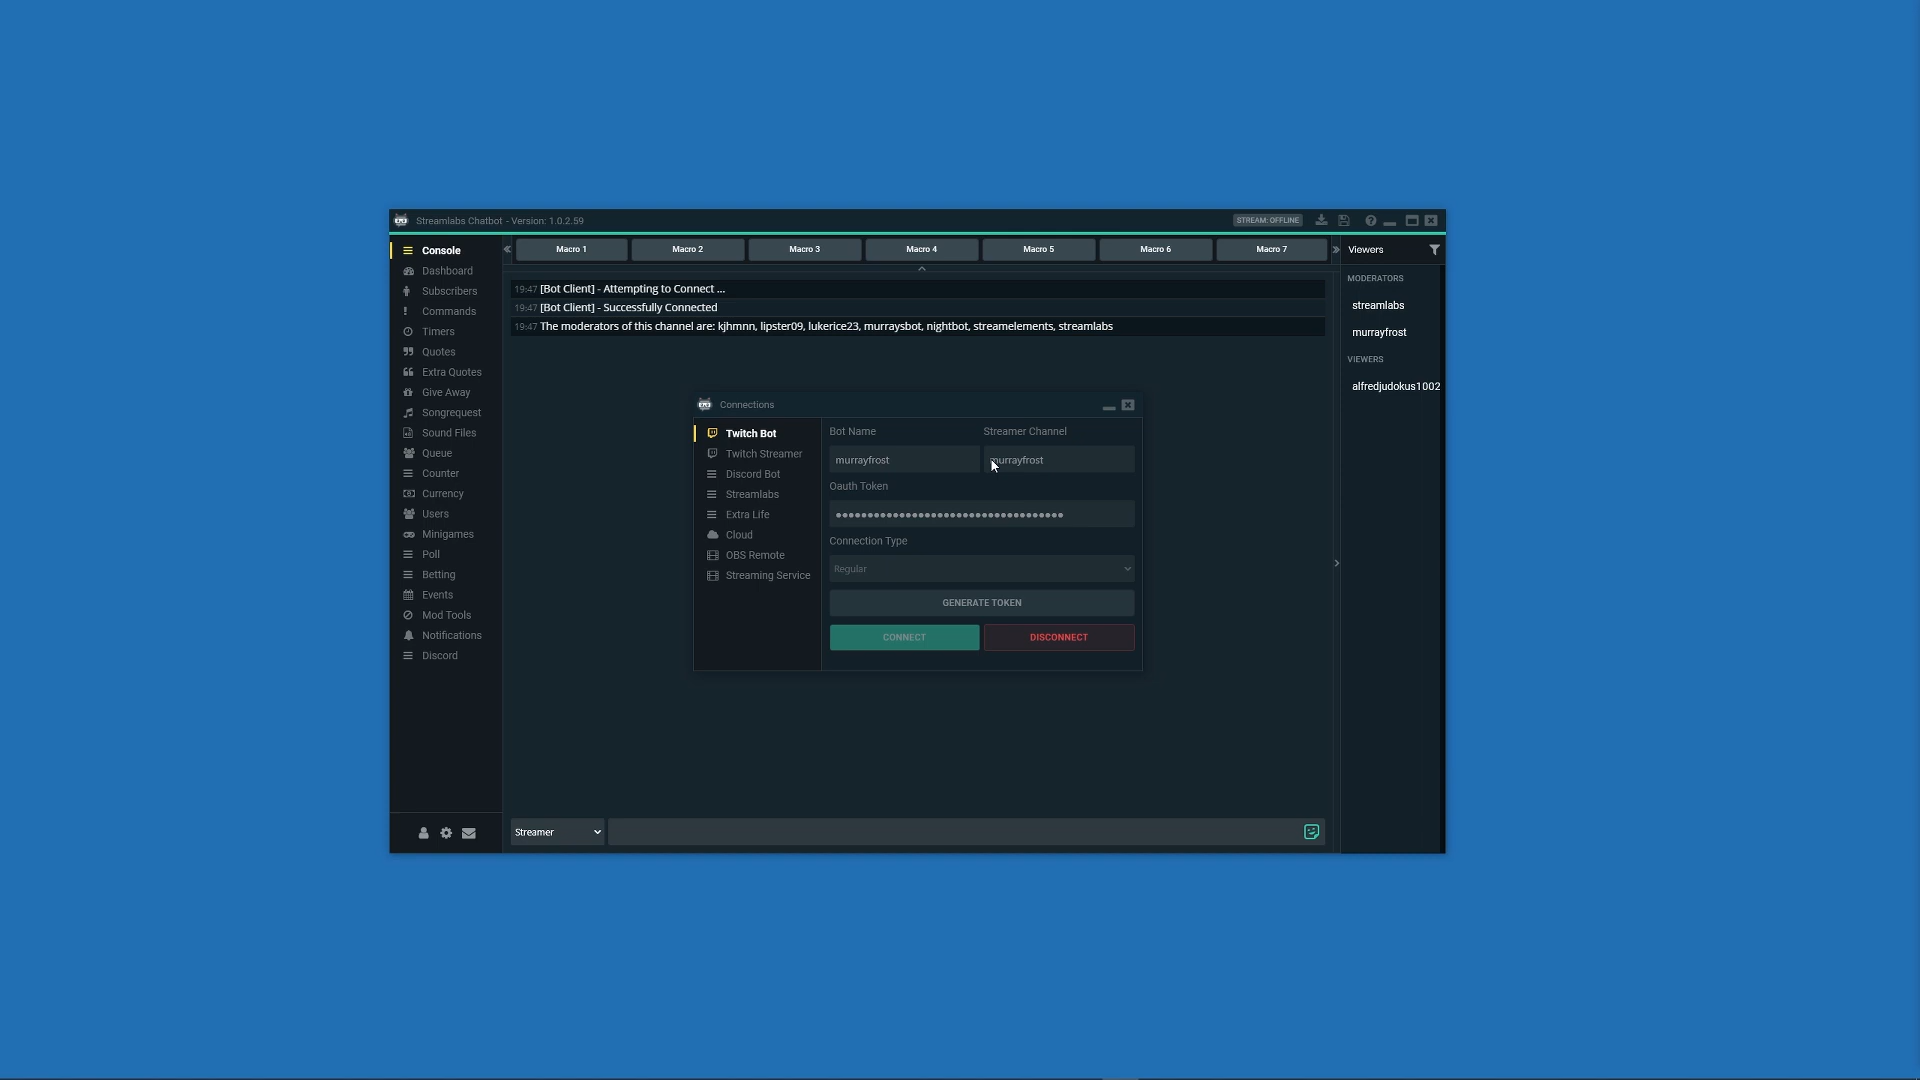 Streamlabs Chatbot - Version: 1.0.2.59
STREAM: OFFLINE
Console
Dashboard
Subscribers
Commands
Timers
Quotes
Extra Quotes
Give Away
Songrequest
Sound Files
Queue
Counter
Currency
Users
Minigames
Poll
Betting
Events
Mod Tools
Notifications
Discord
Macro 1
Macro 2
Macro 3
Macro 4
Macro 5
Macro 6
Macro 7
19:47 [Bot Client] - Attempting to Connect ...
19:47 [Bot Client] - Successfully Connected
19:47 The moderators of this channel are: kjhmnn, lipster09, lukerice23, murraysbot, nightbot, streamelements, streamlabs
Connections
Twitch Bot
Twitch Streamer
Discord Bot
Streamlabs
Extra Life
Cloud
OBS Remote
Streaming Service
Bot Name
Streamer Channel
murrayfrost
murrayfrost
Oauth Token
Connection Type
Regular
GENERATE TOKEN
CONNECT
DISCONNECT
Streamer
Viewers
MODERATORS
streamlabs
murrayfrost
VIEWERS
alfredjudokus1002